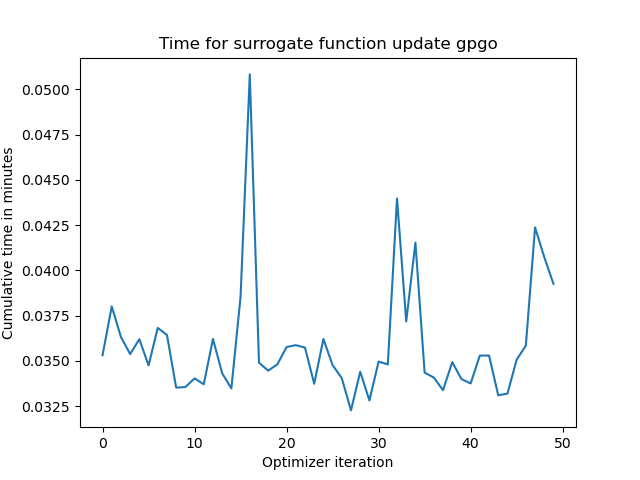 Time for surrogate function update gpgo
Cumulative time in minutes
0.0500
0.0475
0.0450
0.0425
0.0400
0.0375
0.0350
0.0325
0 10 20 30 40 50
Optimizer iteration